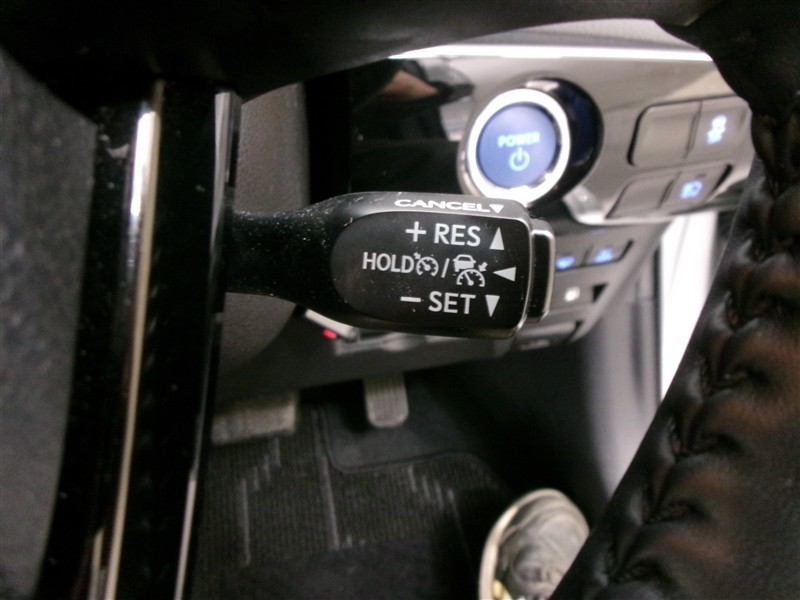 POWER
CANCEL▼
+ RES ▲
HOLD / ◀
− SET ▼